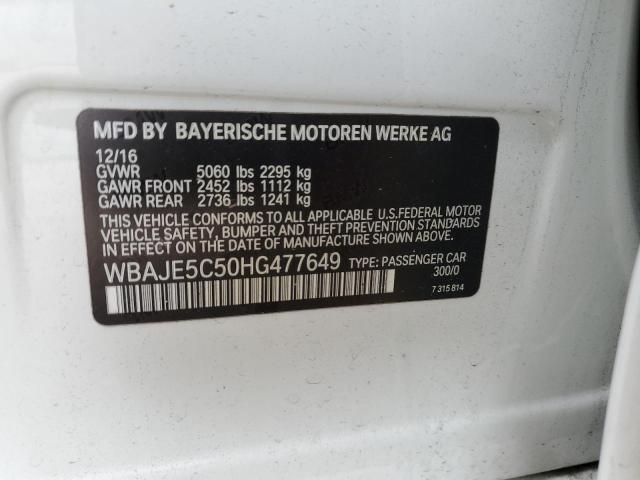 MFD BY BAYERISCHE MOTOREN WERKE AG
12/16
GVWR 5060 lbs 2295 kg
GAWR FRONT 2452 lbs 1112 kg
GAWR REAR 2736 lbs 1241 kg
THIS VEHICLE CONFORMS TO ALL APPLICABLE U.S.FEDERAL MOTOR
VEHICLE SAFETY, BUMPER AND THEFT PREVENTION STANDARDS
IN EFFECT ON THE DATE OF MANUFACTURE SHOWN ABOVE.
WBAJE5C50HG477649 TYPE: PASSENGER CAR
300/0
7 315 814